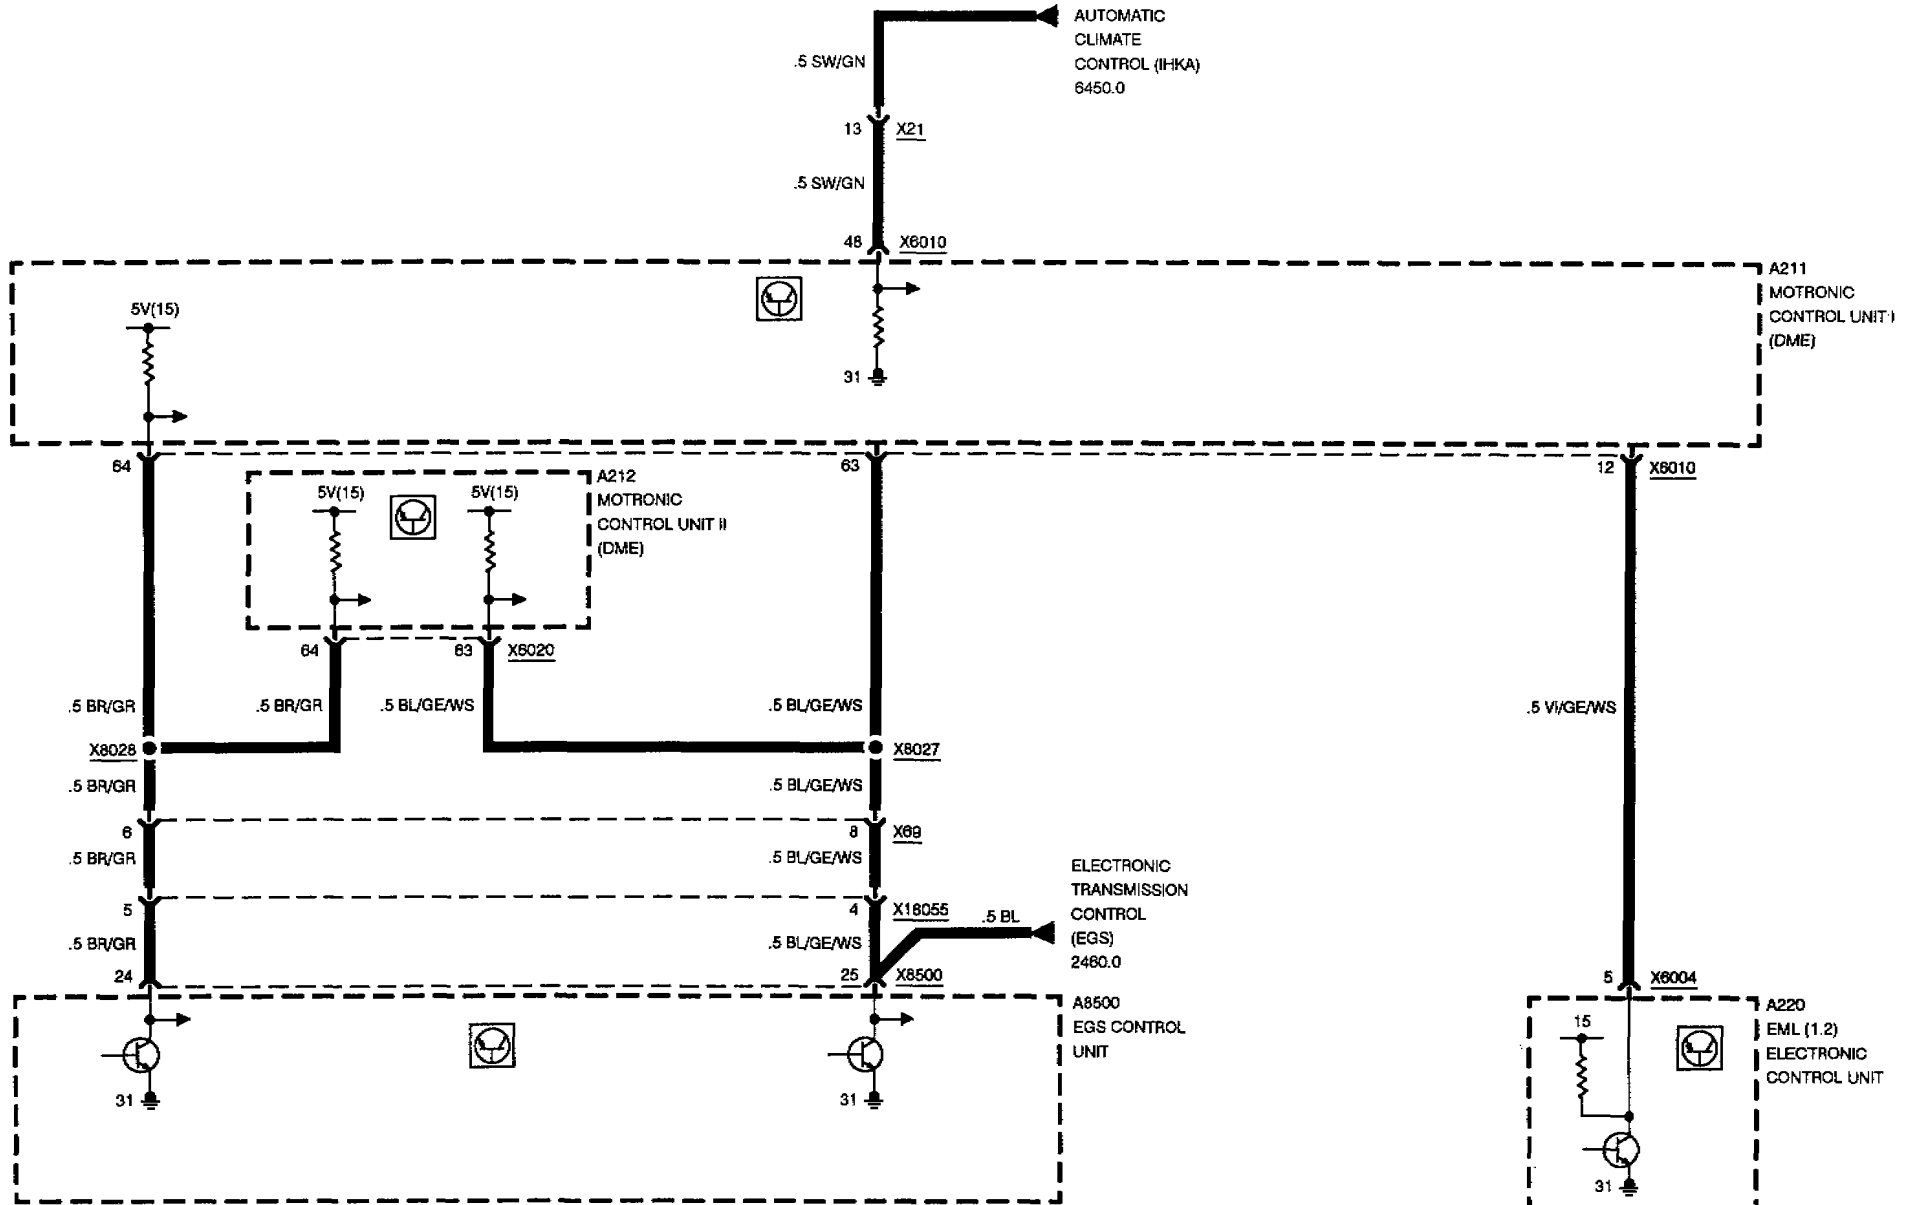 AUTOMATIC
CLIMATE
CONTROL (IHKA)
6450.0
.5 SW/GN
13 X21
.5 SW/GN
48 X6010
A211
MOTRONIC
CONTROL UNIT I
(DME)
5V(15)
31
64
63
12 X6010
A212
MOTRONIC
CONTROL UNIT II
(DME)
5V(15)
5V(15)
64
63
X6020
.5 BR/GR
.5 BR/GR
.5 BL/GE/WS
.5 BL/GE/WS
.5 VI/GE/WS
X8028
X8027
.5 BR/GR
.5 BL/GE/WS
6
8 X69
.5 BR/GR
.5 BL/GE/WS
ELECTRONIC
TRANSMISSION
CONTROL
(EGS)
2460.0
5
4 X18055
.5 BL
.5 BR/GR
.5 BL/GE/WS
24
25 X8500
5 X6004
A8500
EGS CONTROL
UNIT
31
31
A220
EML (1.2)
ELECTRONIC
CONTROL UNIT
15
31